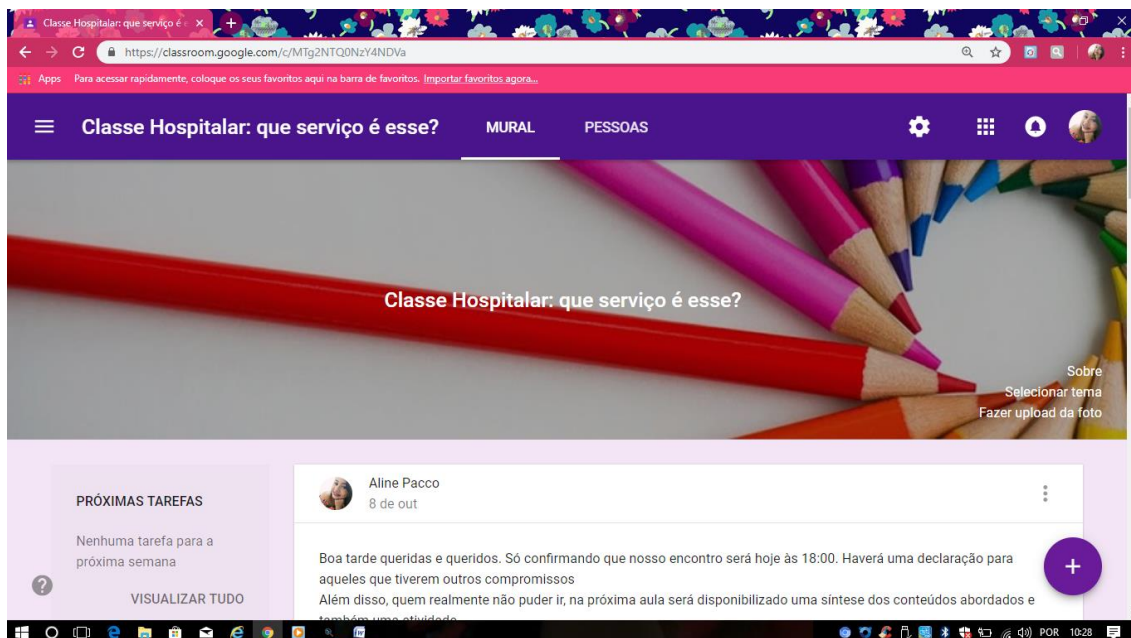 Classe Hospitalar: que serviço é e
https://classroom.google.com/c/MTg2NTQ0NzY4NDVa
Apps Para acessar rapidamente, coloque os seus favoritos aqui na barra de favoritos. Importar favoritos agora...
Classe Hospitalar: que serviço é esse? MURAL PESSOAS
Classe Hospitalar: que serviço é esse?
Sobre
Selecionar tema
Fazer upload da foto
PRÓXIMAS TAREFAS
Nenhuma tarefa para a
próxima semana
VISUALIZAR TUDO
Aline Pacco
8 de out
Boa tarde queridas e queridos. Só confirmando que nosso encontro será hoje às 18:00. Haverá uma declaração para
aqueles que tiverem outros compromissos
Além disso, quem realmente não puder ir, na próxima aula será disponibilizado uma síntese dos conteúdos abordados e
também uma atividade
POR 10:28